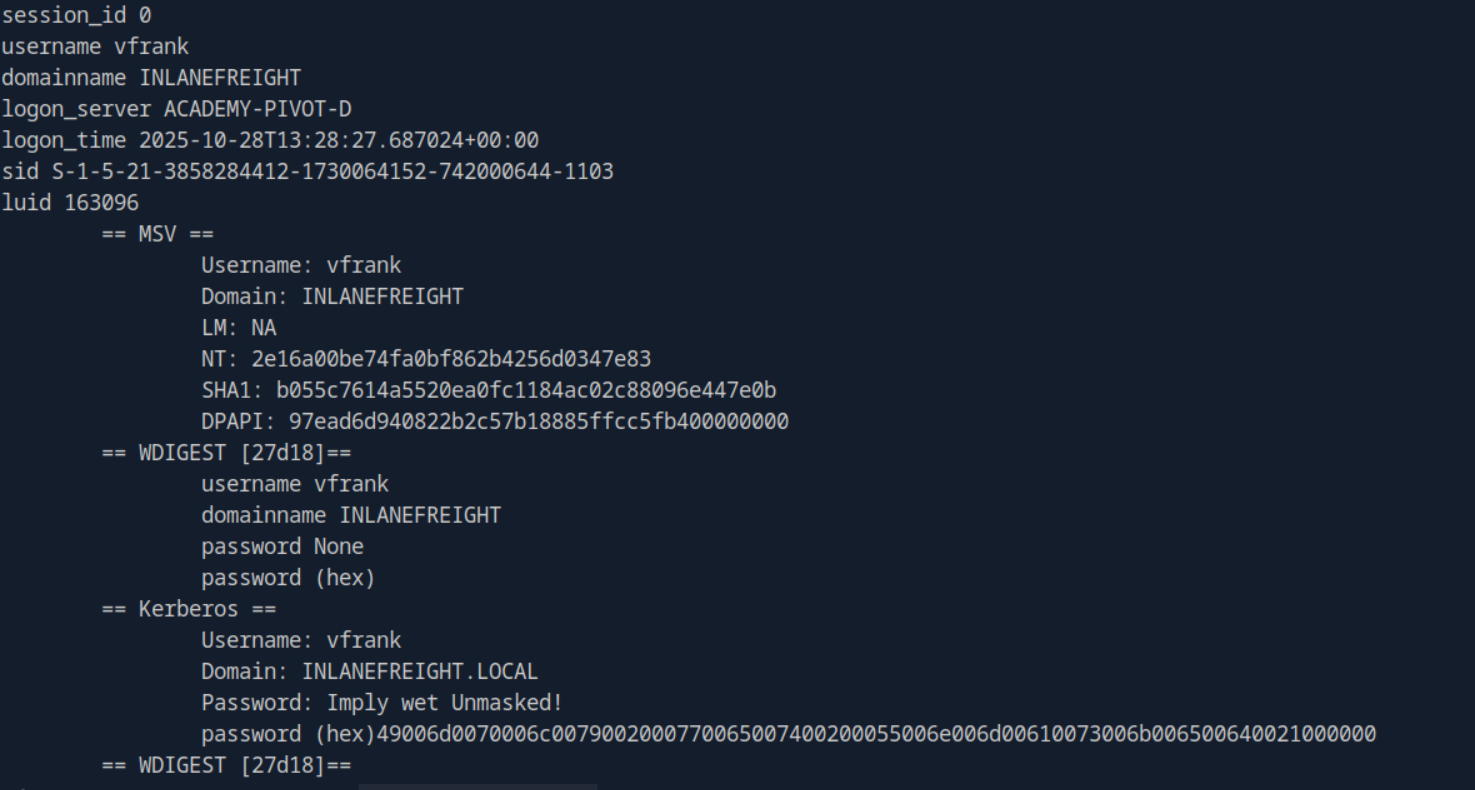 session_id 0
username vfrank
domainname INLANEFREIGHT
logon_server ACADEMY-PIVOT-D
logon_time 2025-10-28T13:28:27.687024+00:00
sid S-1-5-21-3858284412-1730064152-742000644-1103
luid 163096
== MSV ==
Username: vfrank
Domain: INLANEFREIGHT
LM: NA
NT: 2e16a00be74fa0bf862b4256d0347e83
SHA1: b055c7614a5520ea0fc1184ac02c88096e447e0b
DPAPI: 97ead6d940822b2c57b18885ffcc5fb400000000
== WDIGEST [27d18]==
username vfrank
domainname INLANEFREIGHT
password None
password (hex)
== Kerberos ==
Username: vfrank
Domain: INLANEFREIGHT.LOCAL
Password: Imply wet Unmasked!
password (hex)49006d0070006c0079002000770065007400200055006e006d00610073006b006500640021000000
== WDIGEST [27d18]==